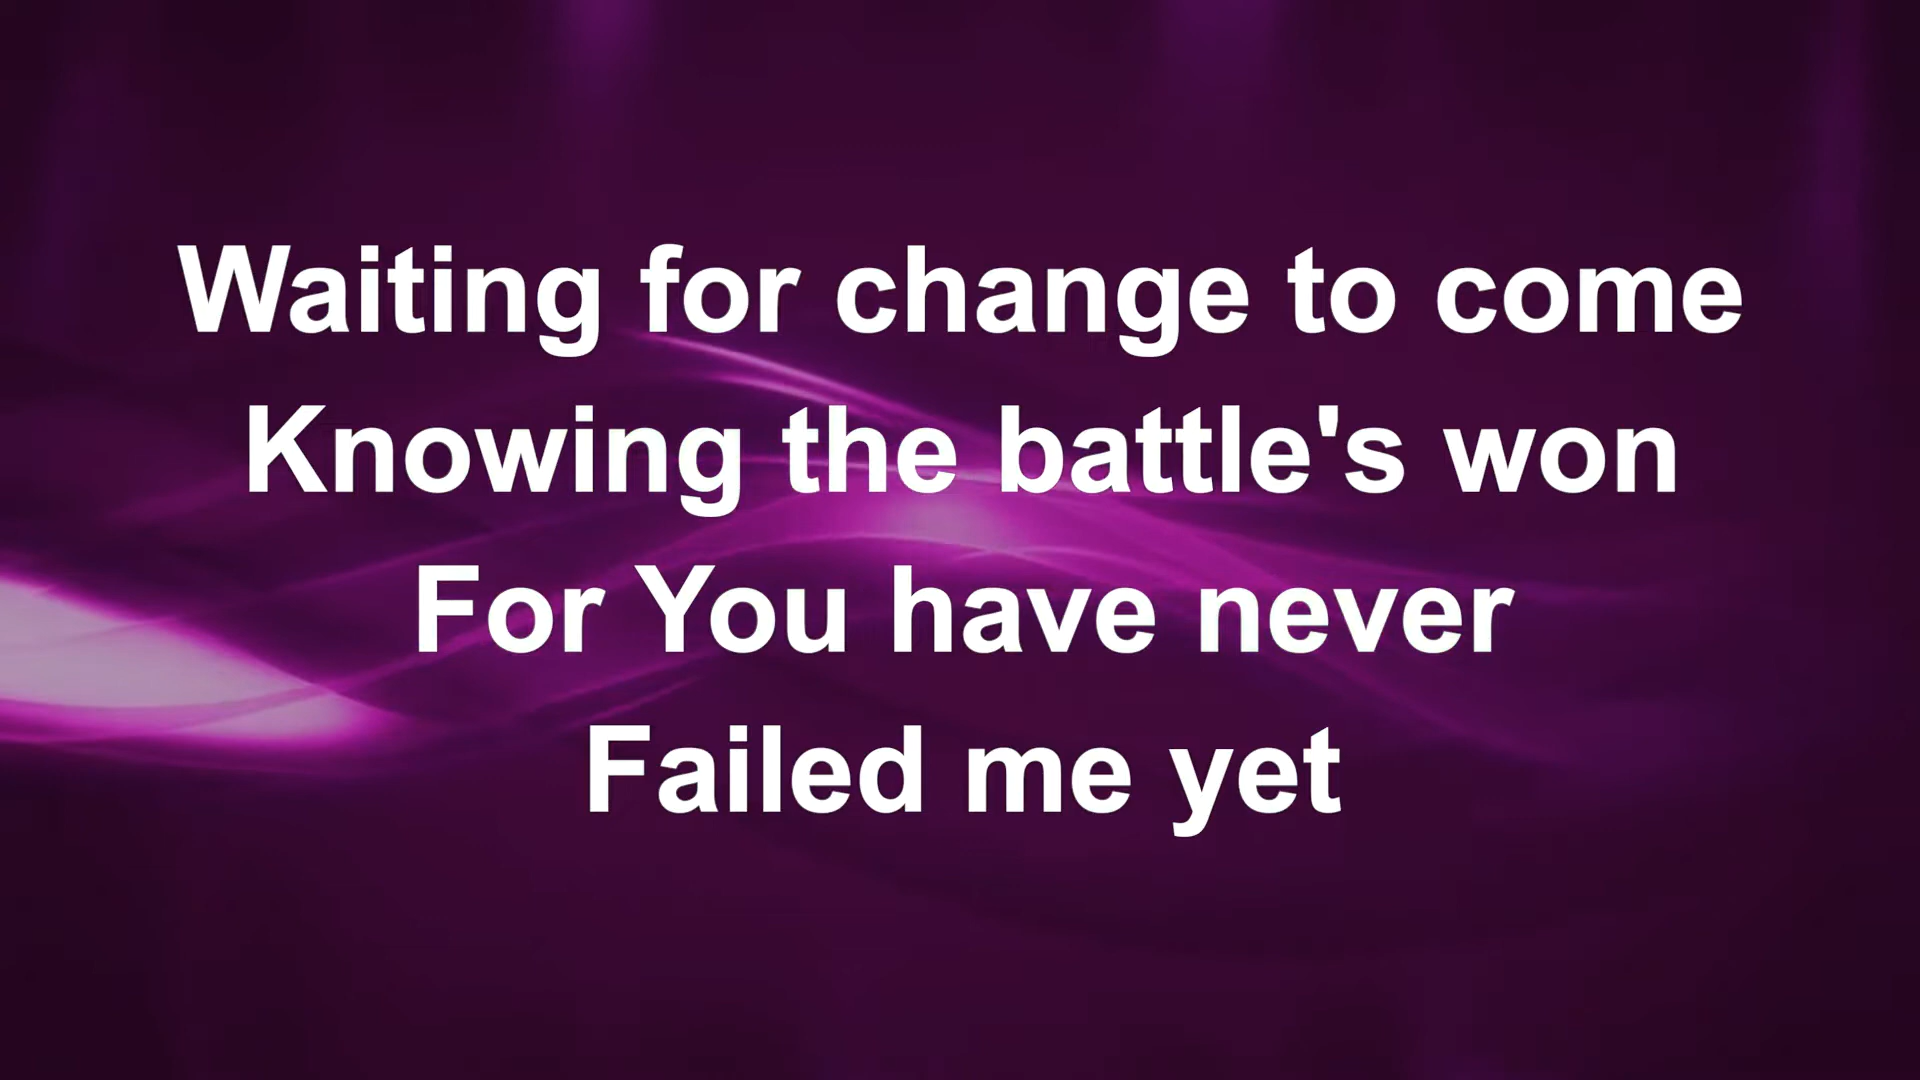 Waiting for change to come
Knowing the battle's won
For You have never
Failed me yet